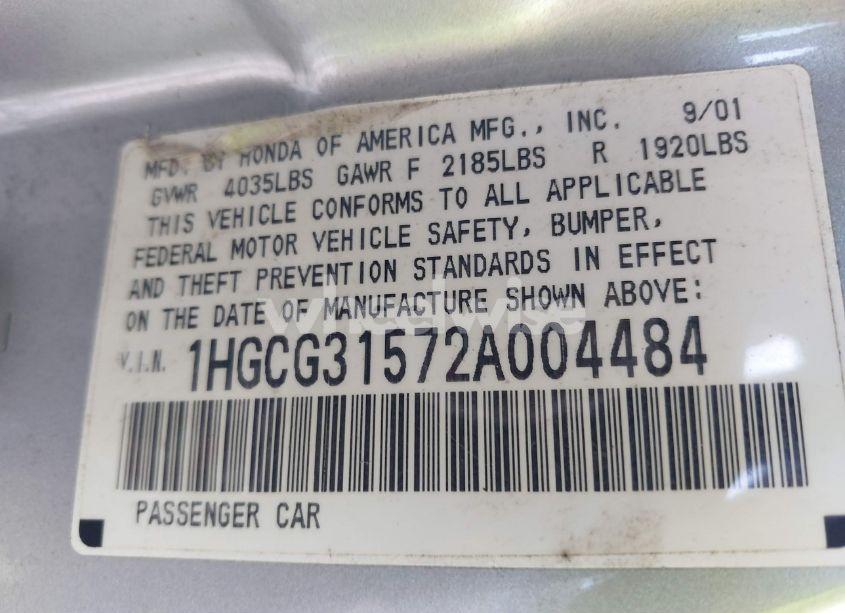 MFD. BY HONDA OF AMERICA MFG., INC. 9/01
GVWR 4035LBS GAWR F 2185LBS R 1920LBS
THIS VEHICLE CONFORMS TO ALL APPLICABLE
FEDERAL MOTOR VEHICLE SAFETY, BUMPER,
AND THEFT PREVENTION STANDARDS IN EFFECT
ON THE DATE OF MANUFACTURE SHOWN ABOVE:
wheelwise
V.I.N. 1HGCG31572A004484
PASSENGER CAR